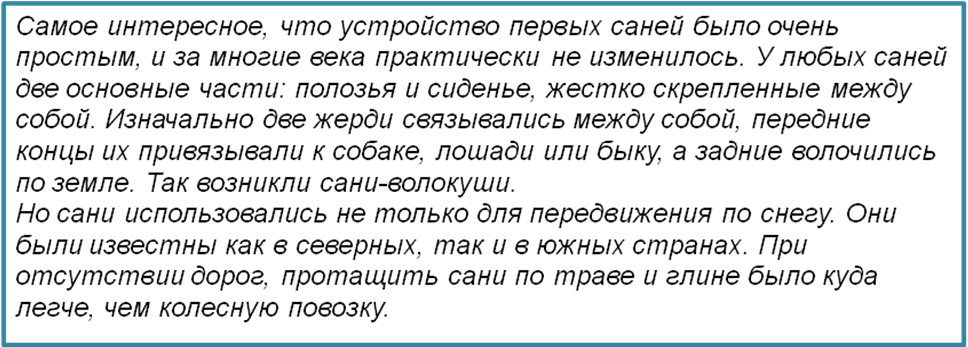 Самое интересное, что устройство первых саней было очень
простым, и за многие века практически не изменилось. У любых саней
две основные части: полозья и сиденье, жестко скрепленные между
собой. Изначально две жерди связывались между собой, передние
концы их привязывали к собаке, лошади или быку, а задние волочились
по земле. Так возникли сани-волокуши.
Но сани использовались не только для передвижения по снегу. Они
были известны как в северных, так и в южных странах. При
отсутствии дорог, протащить сани по траве и глине было куда
легче, чем колесную повозку.